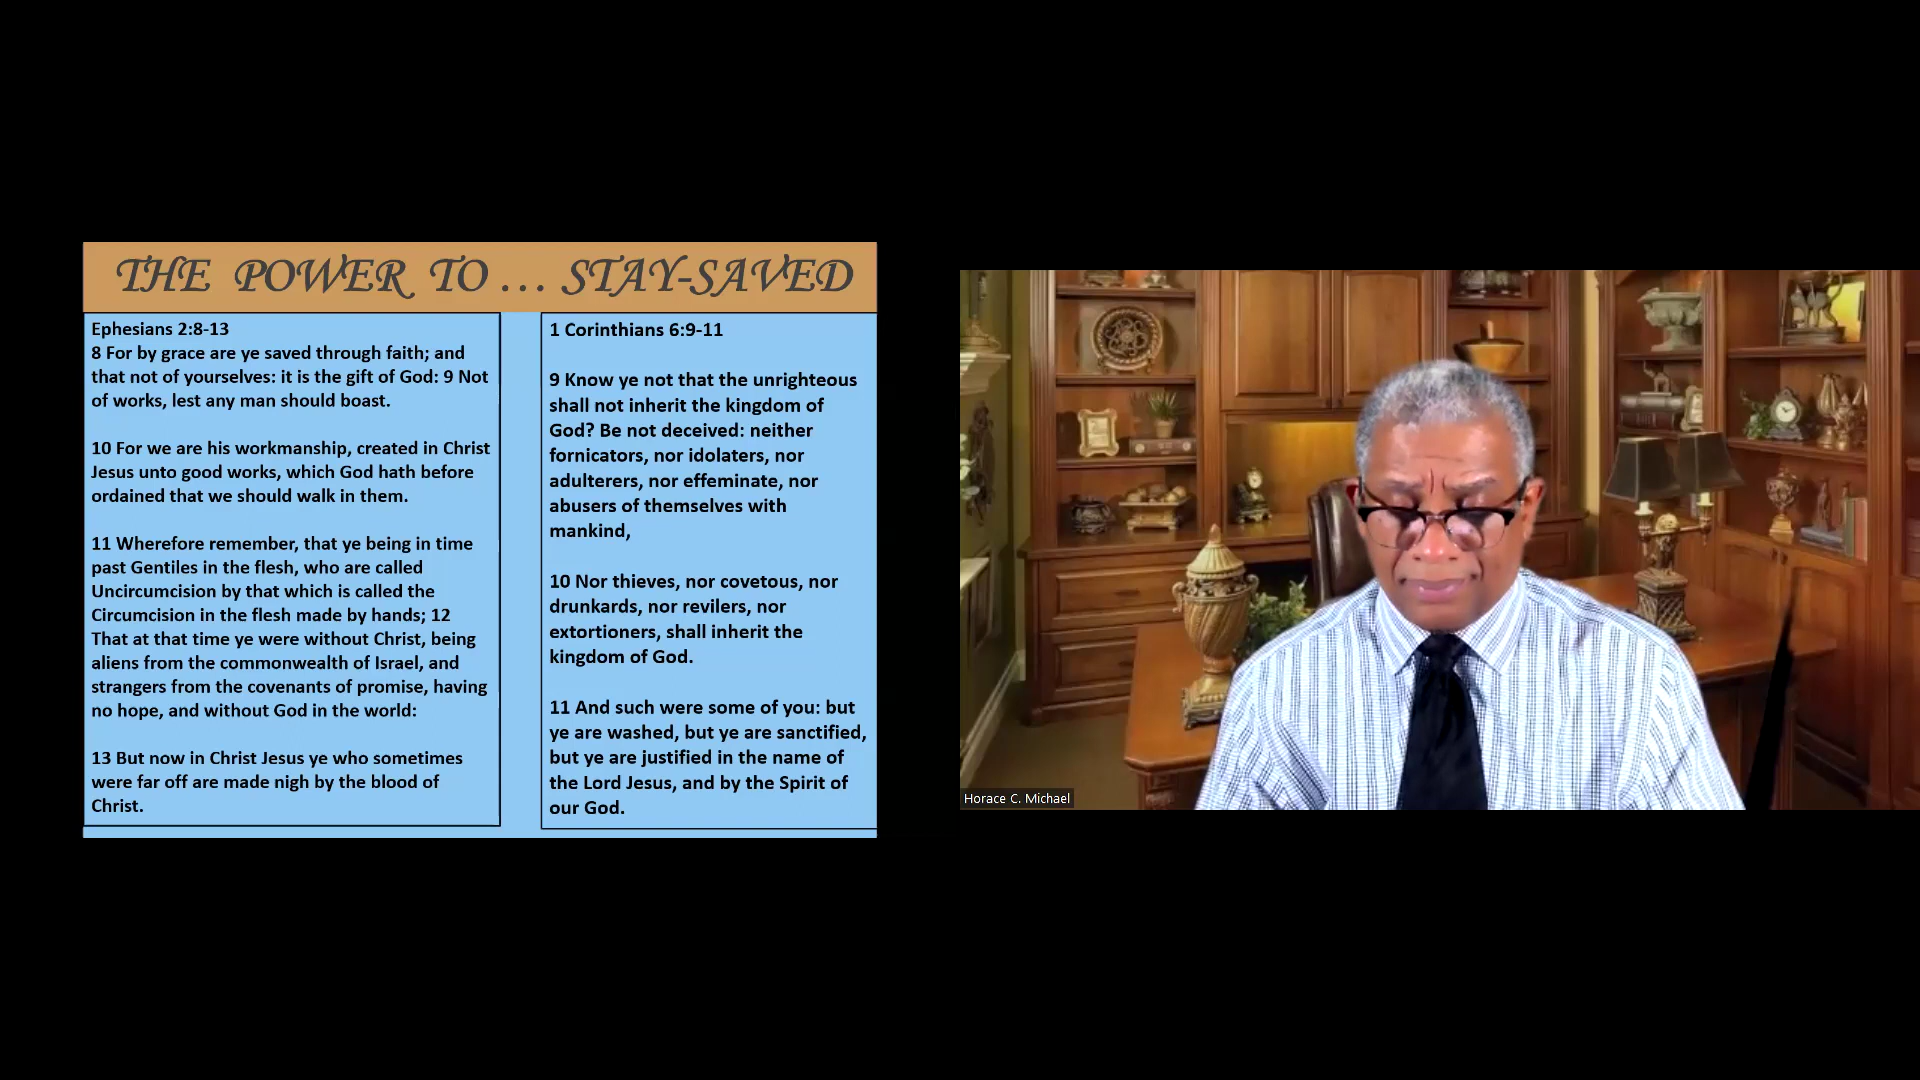 THE POWER TO ... STAY-SAVED
Ephesians 2:8-13
8 For by grace are ye saved through faith; and
that not of yourselves: it is the gift of God: 9 Not
of works, lest any man should boast.
10 For we are his workmanship, created in Christ
Jesus unto good works, which God hath before
ordained that we should walk in them.
11 Wherefore remember, that ye being in time
past Gentiles in the flesh, who are called
Uncircumcision by that which is called the
Circumcision in the flesh made by hands; 12
That at that time ye were without Christ, being
aliens from the commonwealth of Israel, and
strangers from the covenants of promise, having
no hope, and without God in the world:
13 But now in Christ Jesus ye who sometimes
were far off are made nigh by the blood of
Christ.
1 Corinthians 6:9-11
9 Know ye not that the unrighteous
shall not inherit the kingdom of
God? Be not deceived: neither
fornicators, nor idolaters, nor
adulterers, nor effeminate, nor
abusers of themselves with
mankind,
10 Nor thieves, nor covetous, nor
drunkards, nor revilers, nor
extortioners, shall inherit the
kingdom of God.
11 And such were some of you: but
ye are washed, but ye are sanctified,
but ye are justified in the name of
the Lord Jesus, and by the Spirit of
our God.
Horace C. Michael